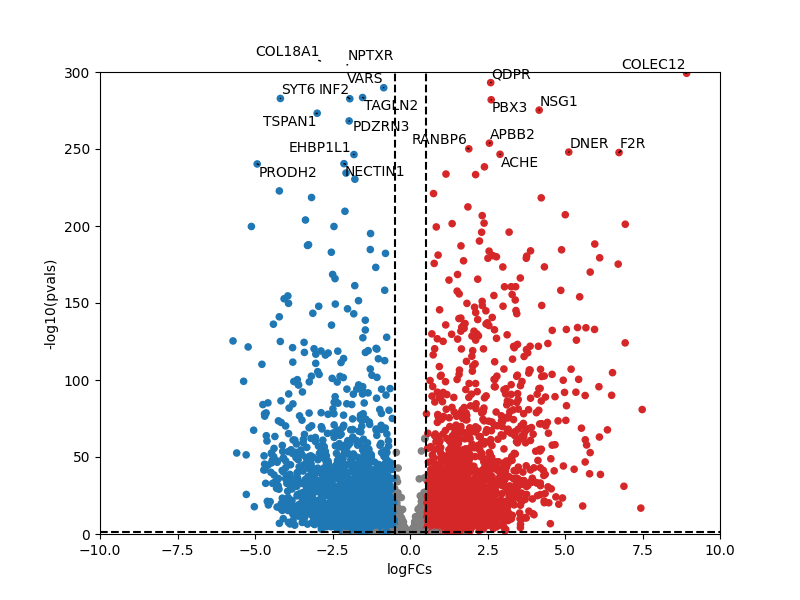 COL18A1
NPTXR
COLEC12
VARS
QDPR
SYT6
INF2
TAGLN2
PBX3
NSG1
TSPAN1
PDZRN3
RANBP6
APBB2
EHBP1L1
DNER
F2R
ACHE
PRODH2
NECTIN1
300
250
200
150
100
50
0
−10.0
−7.5
−5.0
−2.5
0.0
2.5
5.0
7.5
10.0
-log10(pvals)
logFCs